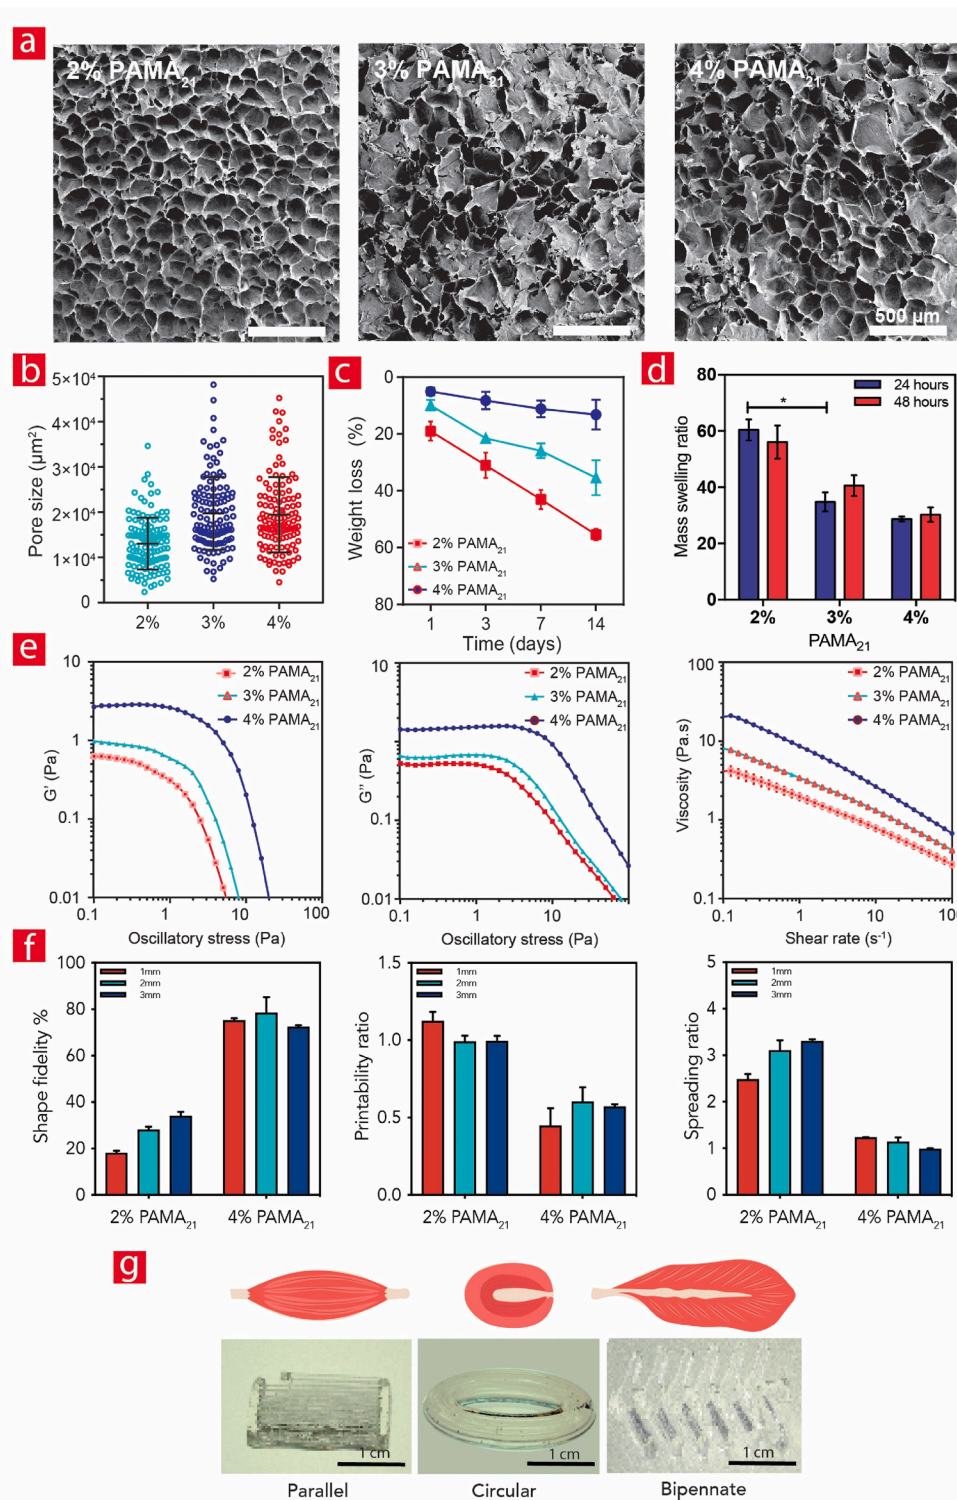 a
2% PAMA21
3% PAMA21
4% PAMA21
500 µm
b
Pore size (µm²)
5×10⁴
4×10⁴
3×10⁴
2×10⁴
1×10⁴
0
2% 3% 4%
c
Weight loss (%)
0
20
40
60
80
2% PAMA21
3% PAMA21
4% PAMA21
1 3 7 14
Time (days)
d
Mass swelling ratio
80
60
40
20
0
24 hours
48 hours
*
2% 3% 4%
PAMA21
e
G' (Pa)
10
1
0.1
0.01
2% PAMA21
3% PAMA21
4% PAMA21
0.1 1 10 100
Oscillatory stress (Pa)
G'' (Pa)
10
1
0.1
0.01
2% PAMA21
3% PAMA21
4% PAMA21
0.1 1 10
Oscillatory stress (Pa)
Viscosity (Pa.s)
100
10
1
0.1
2% PAMA21
3% PAMA21
4% PAMA21
0.1 1 10 100
Shear rate (s⁻¹)
f
Shape fidelity %
100
80
60
40
20
0
1mm
2mm
3mm
2% PAMA21 4% PAMA21
Printability ratio
1.5
1.0
0.5
0.0
1mm
2mm
3mm
2% PAMA21 4% PAMA21
Spreading ratio
5
4
3
2
1
0
1mm
2mm
3mm
2% PAMA21 4% PAMA21
g
1 cm
1 cm
1 cm
Parallel
Circular
Bipennate